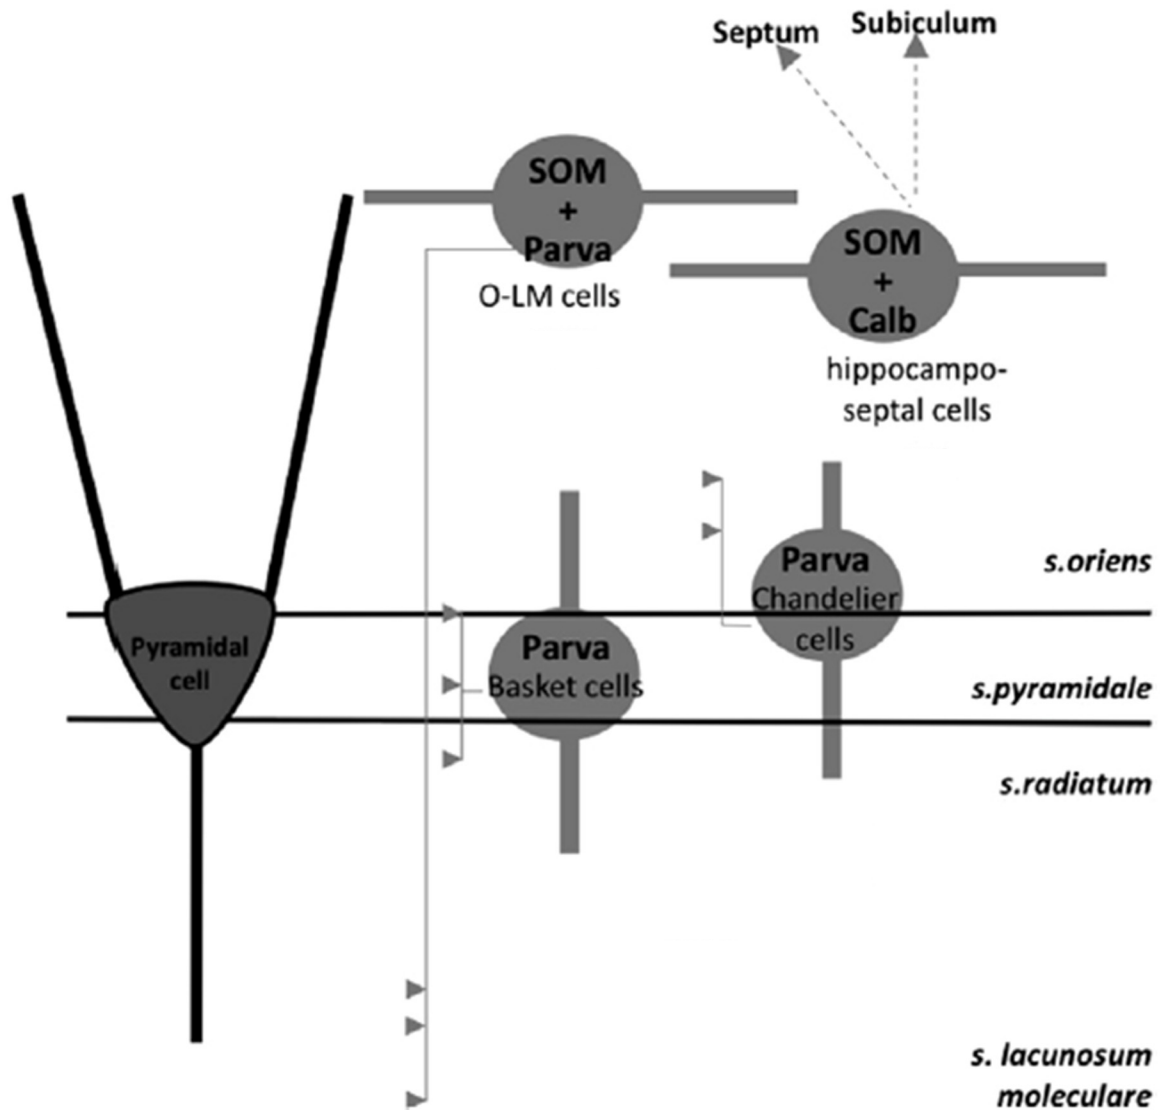 Septum
Subiculum
SOM
+
Parva
O-LM cells
SOM
+
Calb
hippocampo-
septal cells
Parva
Chandelier
cells
s.oriens
Pyramidal
cell
Parva
Basket cells
s.pyramidale
s.radiatum
s. lacunosum
moleculare